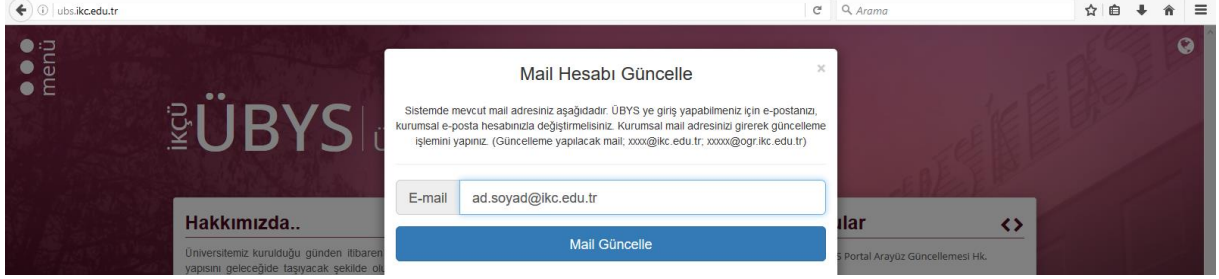 ubs.ikc.edu.tr
Arama
menü
Mail Hesabı Güncelle
×
Sistemde mevcut mail adresiniz aşağıdadır. ÜBYS ye giriş yapabilmeniz için e-postanızı,
kurumsal e-posta hesabınızla değiştirmelisiniz. Kurumsal mail adresinizi girerek güncelleme
işlemini yapınız. (Güncelleme yapılacak mail; xxxx@ikc.edu.tr; xxxxx@ogr.ikc.edu.tr)
ikçü ÜBYS
E-mail
ad.soyad@ikc.edu.tr
Mail Güncelle
Hakkımızda..
Üniversitemiz kurulduğu günden itibaren
yapısını geleceğide taşıyacak şekilde
Portal Arayüz Güncellemesi Hk.